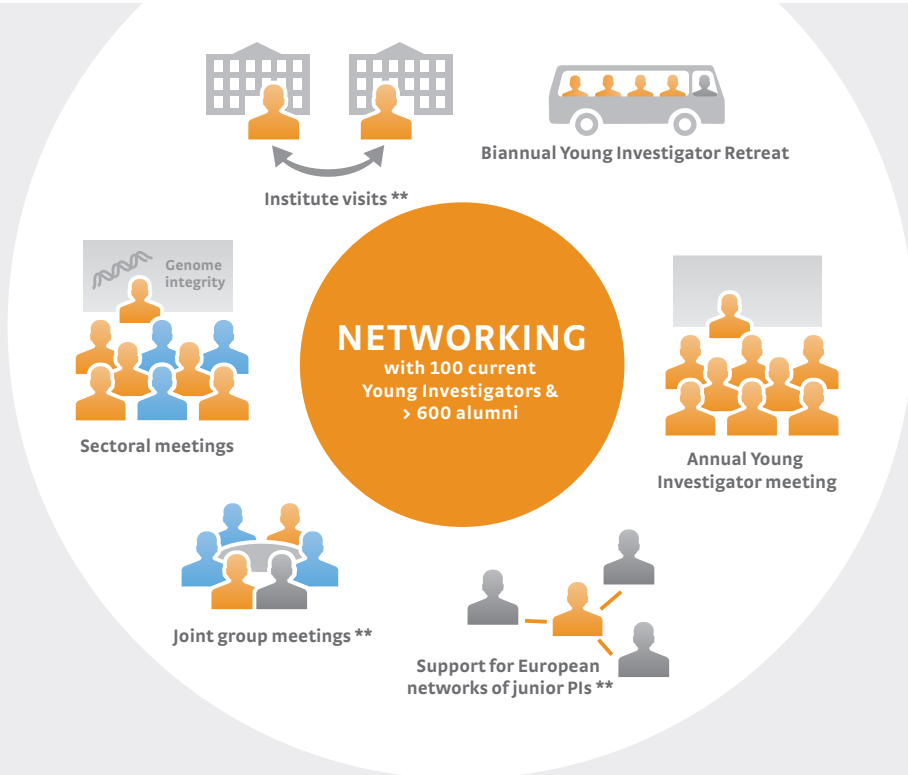 Biannual Young Investigator Retreat
Institute visits **
Genome
integrity
NETWORKING
with 100 current
Young Investigators &
> 600 alumni
Sectoral meetings
Annual Young
Investigator meeting
Joint group meetings **
Support for European
networks of junior PIs **